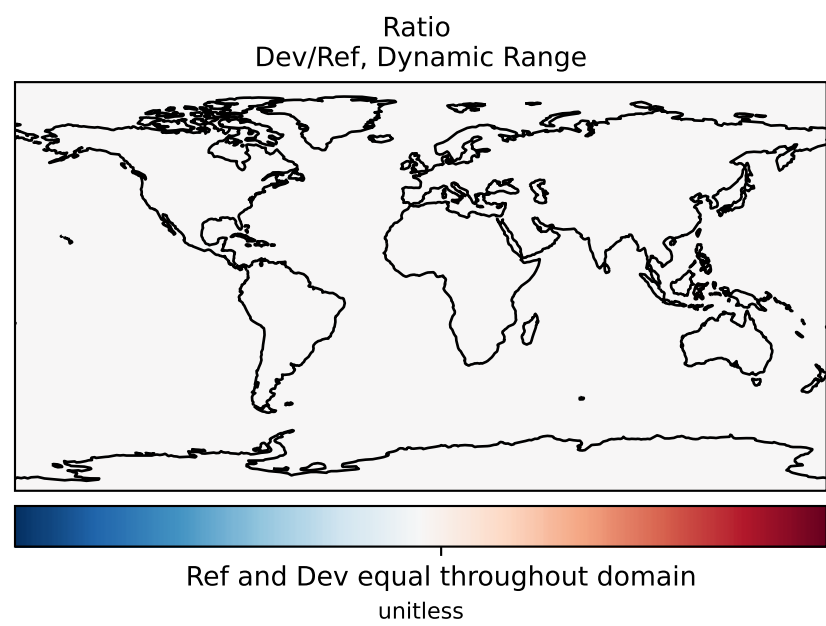 Ratio
Dev/Ref, Dynamic Range
Ref and Dev equal throughout domain
unitless